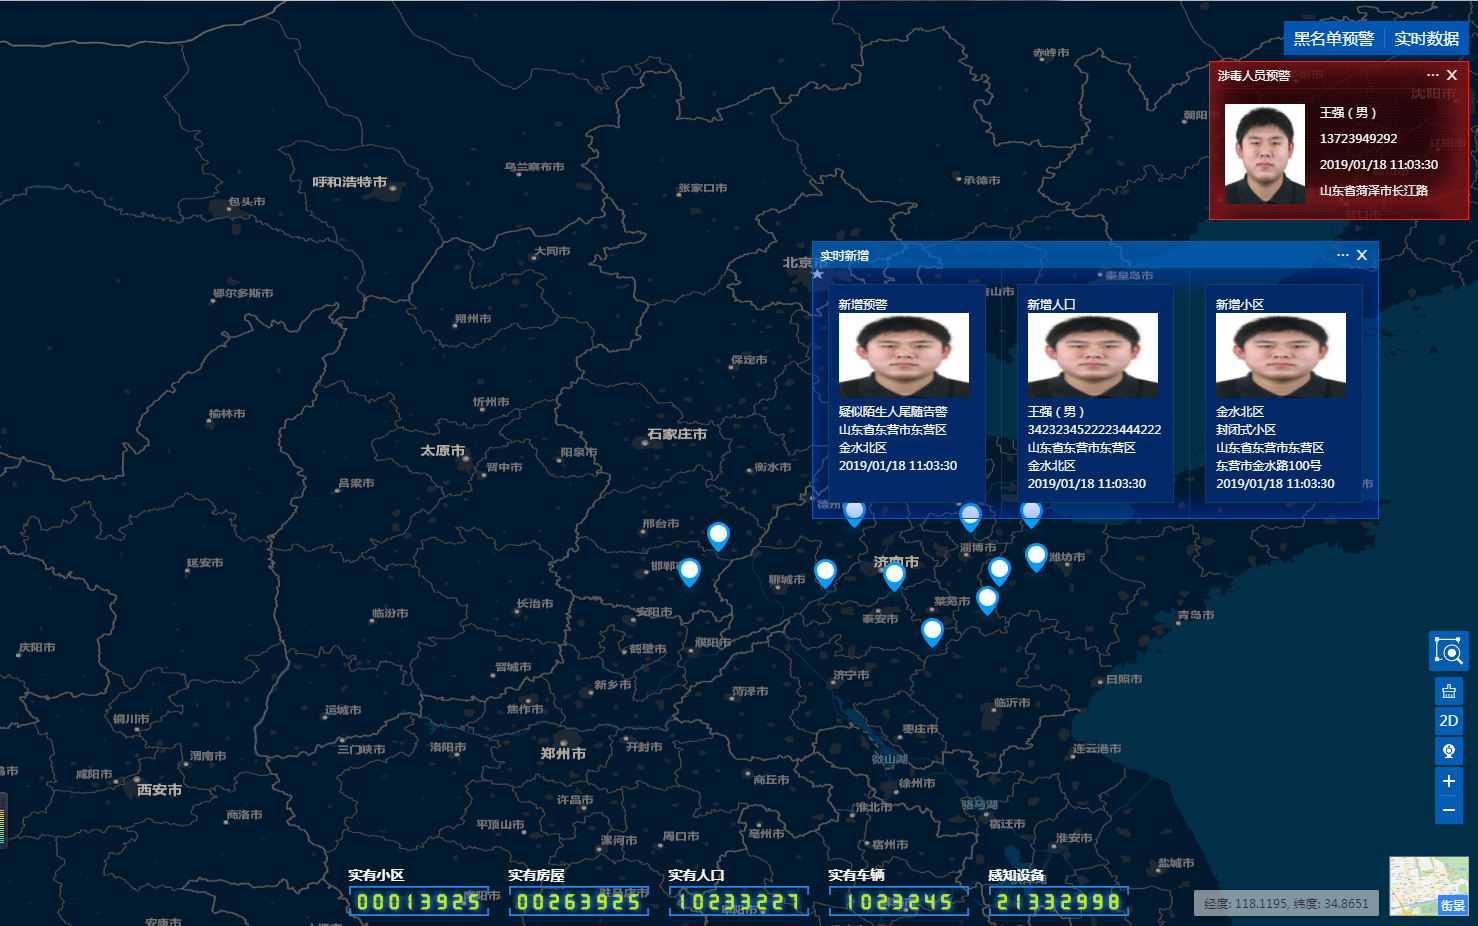 黑名单预警
实时数据
涉毒人员预警
王强 ( 男 )
13723949292
2019/01/18 11:03:30
山东省菏泽市长江路
实时新增
新增预警
疑似陌生人尾随告警
山东省东营市东营区
金水北区
2019/01/18 11:03:30
新增人口
王强 ( 男 )
3423234522223444222
山东省东营市东营区
金水北区
2019/01/18 11:03:30
新增小区
金水北区
封闭式小区
山东省东营市东营区
东营市金水路100号
2019/01/18 11:03:30
赤峰市
朝阳
沈阳市
乌兰察布市
呼和浩特市
包头市
张家口市
承德市
大同市
北京
秦皇岛市
唐山市
鄂尔多斯市
朔州市
保定市
榆林市
忻州市
石家庄市
太原市
阳泉市
晋中市
衡水市
吕梁市
德州
邢台市
济南市
淄博市
潍坊市
延安市
邯郸
聊城市
莱芜市
长治市
临汾市
安阳市
泰安市
青岛市
庆阳市
鹤壁市
濮阳市
晋城市
济宁市
日照市
新乡市
菏泽市
运城市
焦作市
临沂市
铜川市
枣庄市
三门峡市
洛阳市
郑州市
开封市
连云港市
渭南市
微山湖
咸阳市
西安市
商丘市
徐州市
许昌市
淮北市
骆马湖
商洛市
平顶山市
亳州市
宿迁市
漯河市
周口市
宿州市
淮安市
盐城市
安康市
2D
实有小区
00013925
实有房屋
00263925
实有人口
10233227
实有车辆
1023245
感知设备
21332998
经度: 118.1195, 纬度: 34.8651
街景